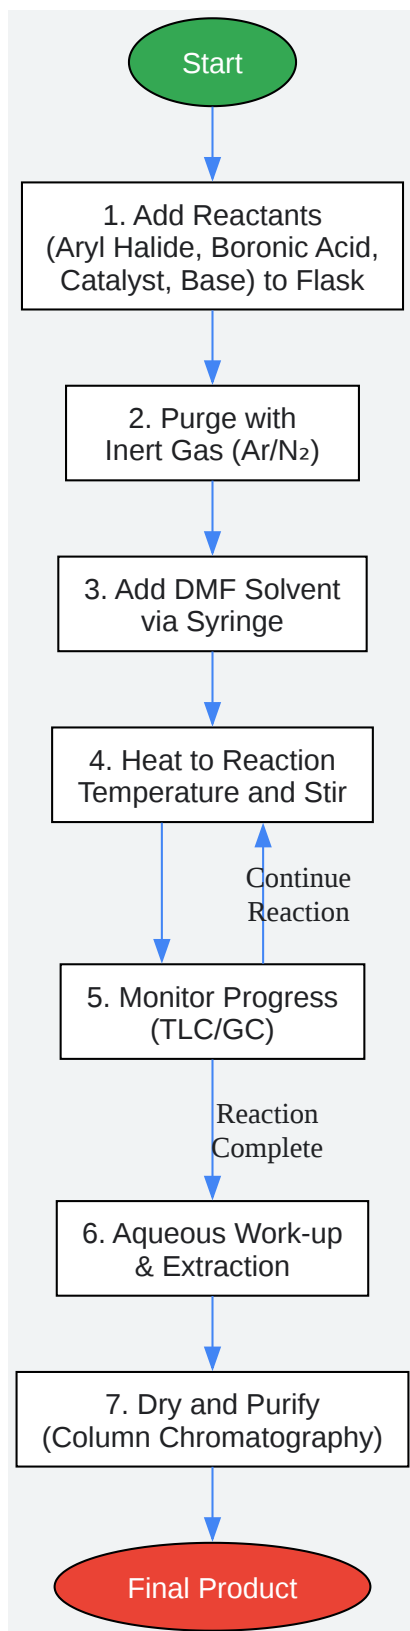 Start
1. Add Reactants
(Aryl Halide, Boronic Acid,
Catalyst, Base) to Flask
2. Purge with
Inert Gas (Ar/N₂)
3. Add DMF Solvent
via Syringe
4. Heat to Reaction
Temperature and Stir
Continue
Reaction
5. Monitor Progress
(TLC/GC)
Reaction
Complete
6. Aqueous Work-up
& Extraction
7. Dry and Purify
(Column Chromatography)
Final Product